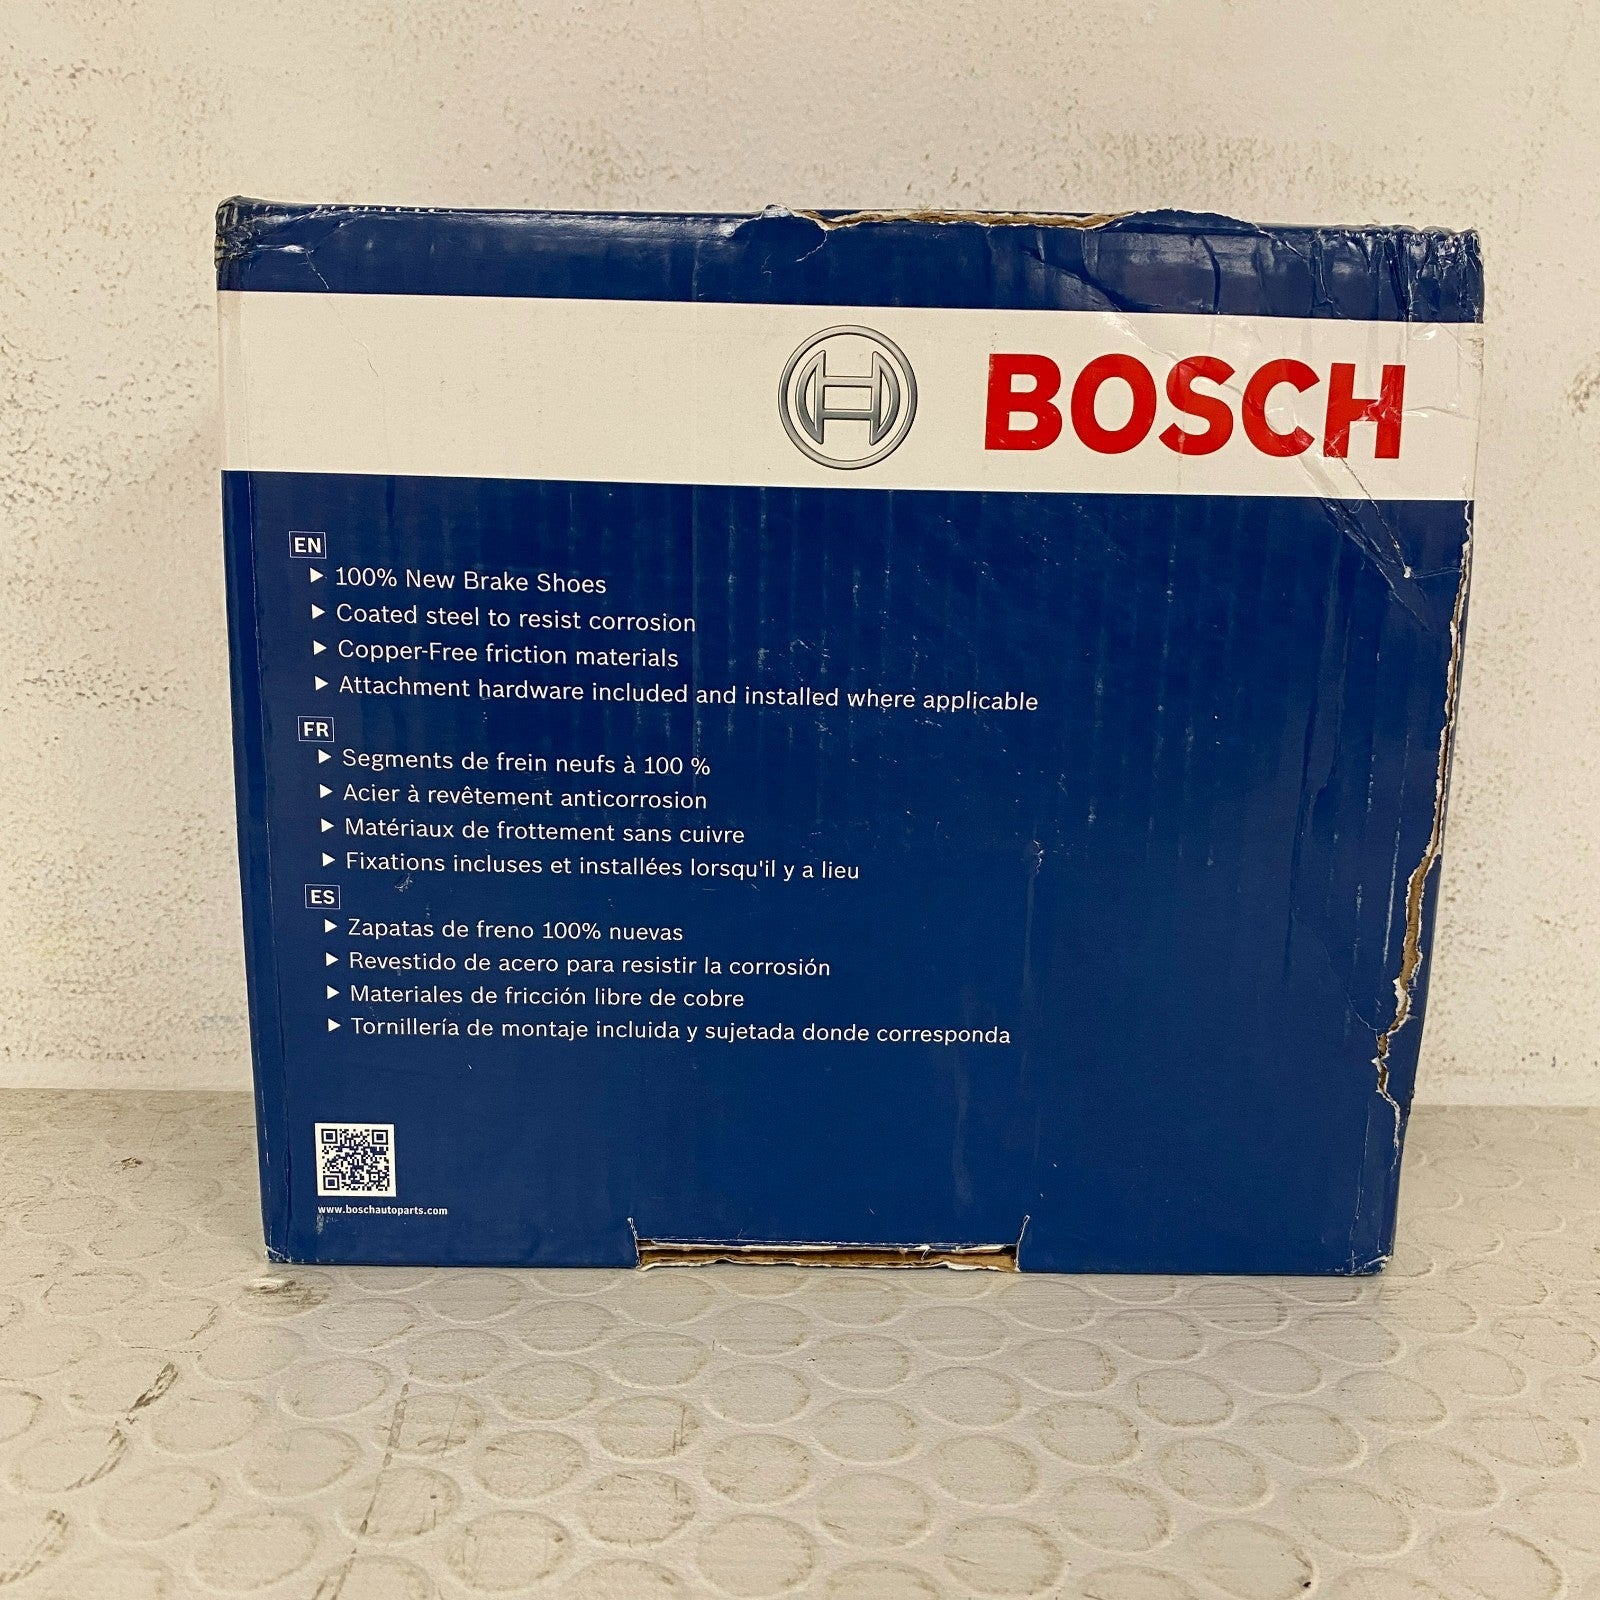 BOSCH
EN
100% New Brake Shoes
Coated steel to resist corrosion
Copper-Free friction materials
Attachment hardware included and installed where applicable
FR
Segments de frein neufs à 100 %
Acier à revêtement anticorrosion
Matériaux de frottement sans cuivre
Fixations incluses et installées lorsqu'il y a lieu
ES
Zapatas de freno 100% nuevas
Revestido de acero para resistir la corrosión
Materiales de fricción libre de cobre
Tornillería de montaje incluida y sujetada donde corresponda
www.boschautoparts.com